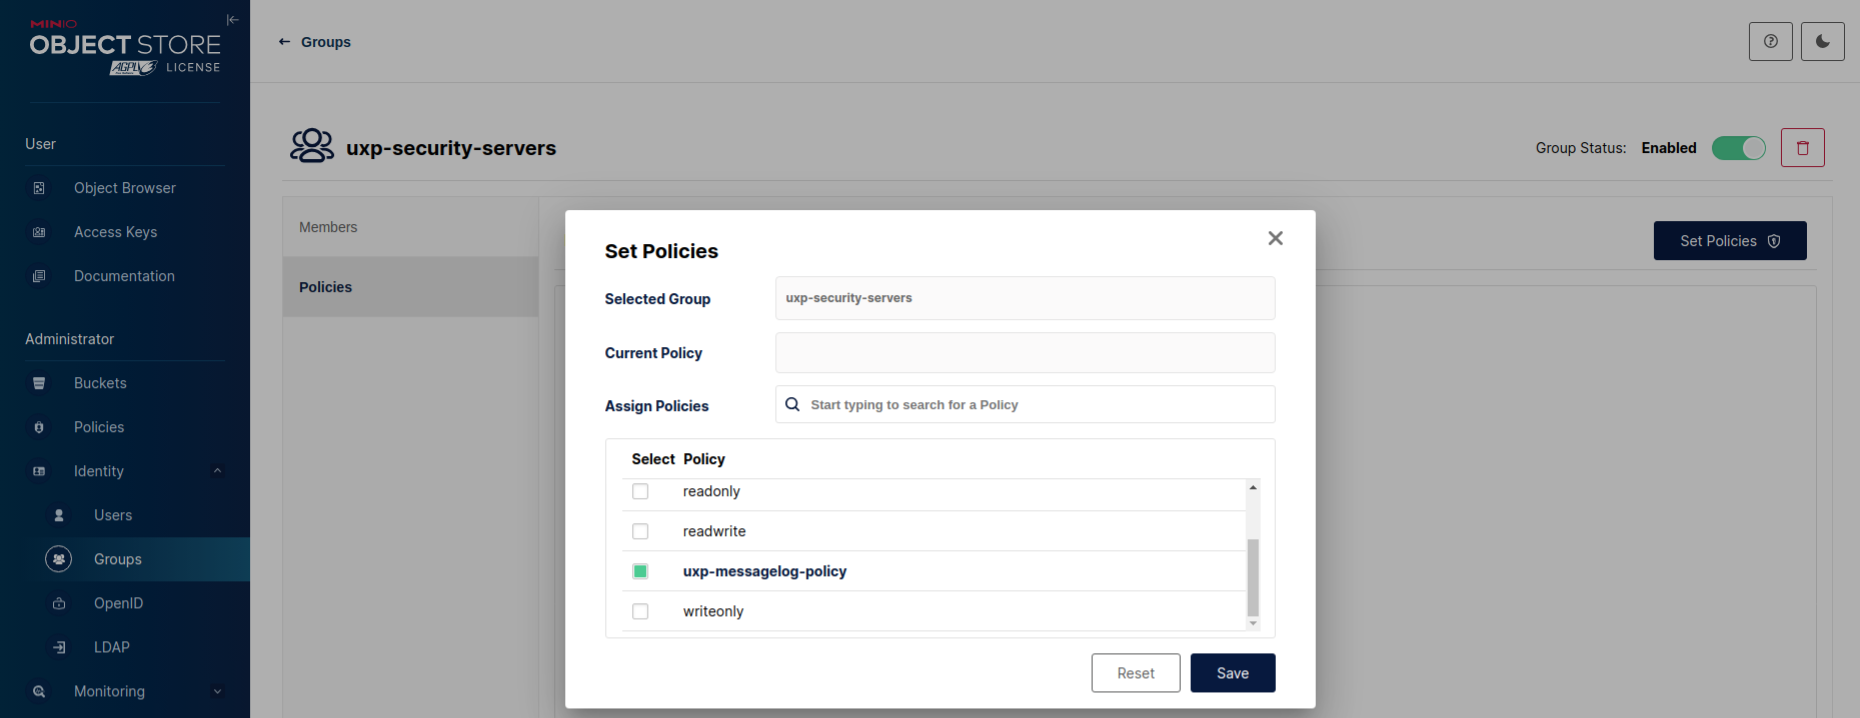 MINIO
OBJECT STORE
AGPLv3 LICENSE
User
Object Browser
Access Keys
Documentation
Administrator
Buckets
Policies
Identity
Users
Groups
OpenID
LDAP
Monitoring
Groups
uxp-security-servers
Group Status: Enabled
Members
Policies
Set Policies
Set Policies
Selected Group
uxp-security-servers
Current Policy
Assign Policies
Start typing to search for a Policy
Select Policy
readonly
readwrite
uxp-messagelog-policy
writeonly
Reset
Save